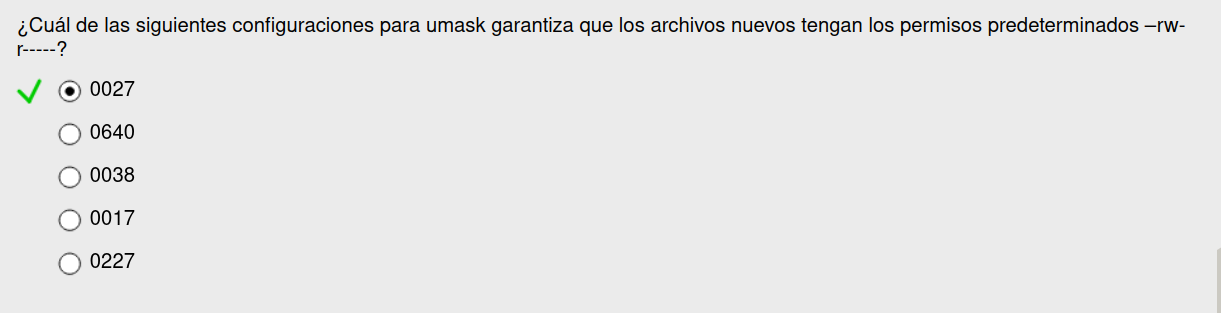 ¿Cuál de las siguientes configuraciones para umask garantiza que los archivos nuevos tengan los permisos predeterminados –rw-
r-----?
0027
0640
0038
0017
0227